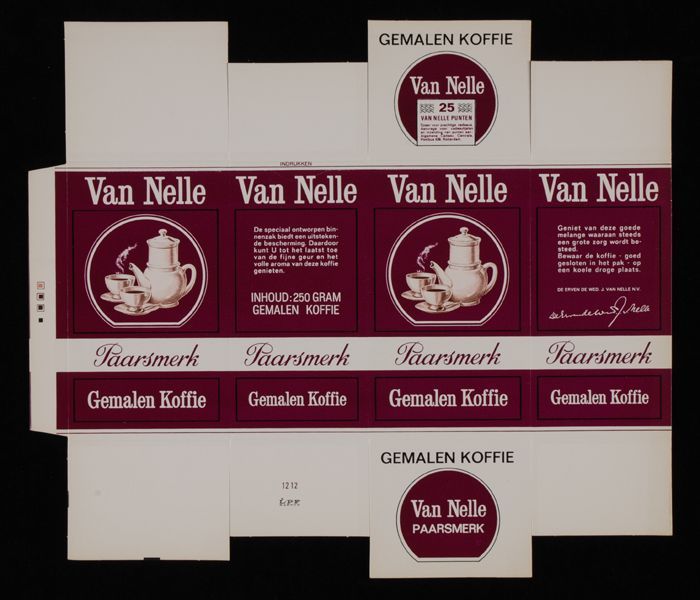 GEMALEN KOFFIE
Van Nelle
25
VAN NELLE PUNTEN
INDRUKKEN
Van Nelle
Paarsmerk
Gemalen Koffie
Van Nelle
De speciaal ontworpen bin-
nenzak biedt een uitsteken-
de bescherming. Daardoor
kunt U tot het laatst toe
van de fijne geur en het
volle aroma van deze koffie
genieten.
INHOUD: 250 GRAM
GEMALEN KOFFIE
Paarsmerk
Gemalen Koffie
Van Nelle
Paarsmerk
Gemalen Koffie
Van Nelle
Geniet van deze goede
melange waaraan steeds
een grote zorg wordt be-
steed.
Bewaar de koffie - goed
gesloten in het pak - op
een koele droge plaats.
DE ERVEN DE WED. J. VAN NELLE N.V.
Paarsmerk
Gemalen Koffie
1212
GEMALEN KOFFIE
Van Nelle
PAARSMERK